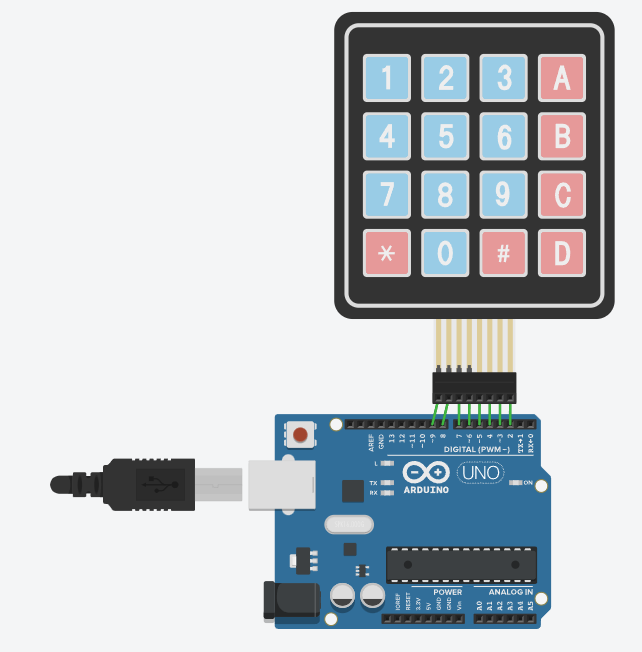 1 2 3 A
4 5 6 B
7 8 9 C
* 0 # D
AREF
GND
13
12
~11
~10
~9
8
7
~6
~5
4
~3
2
TX→1
RX←0
DIGITAL (PWM~)
L
TX
RX
ARDUINO
UNO
ON
POWER
ANALOG IN
IOREF
RESET
3.3V
5V
GND
GND
Vin
A0
A1
A2
A3
A4
A5